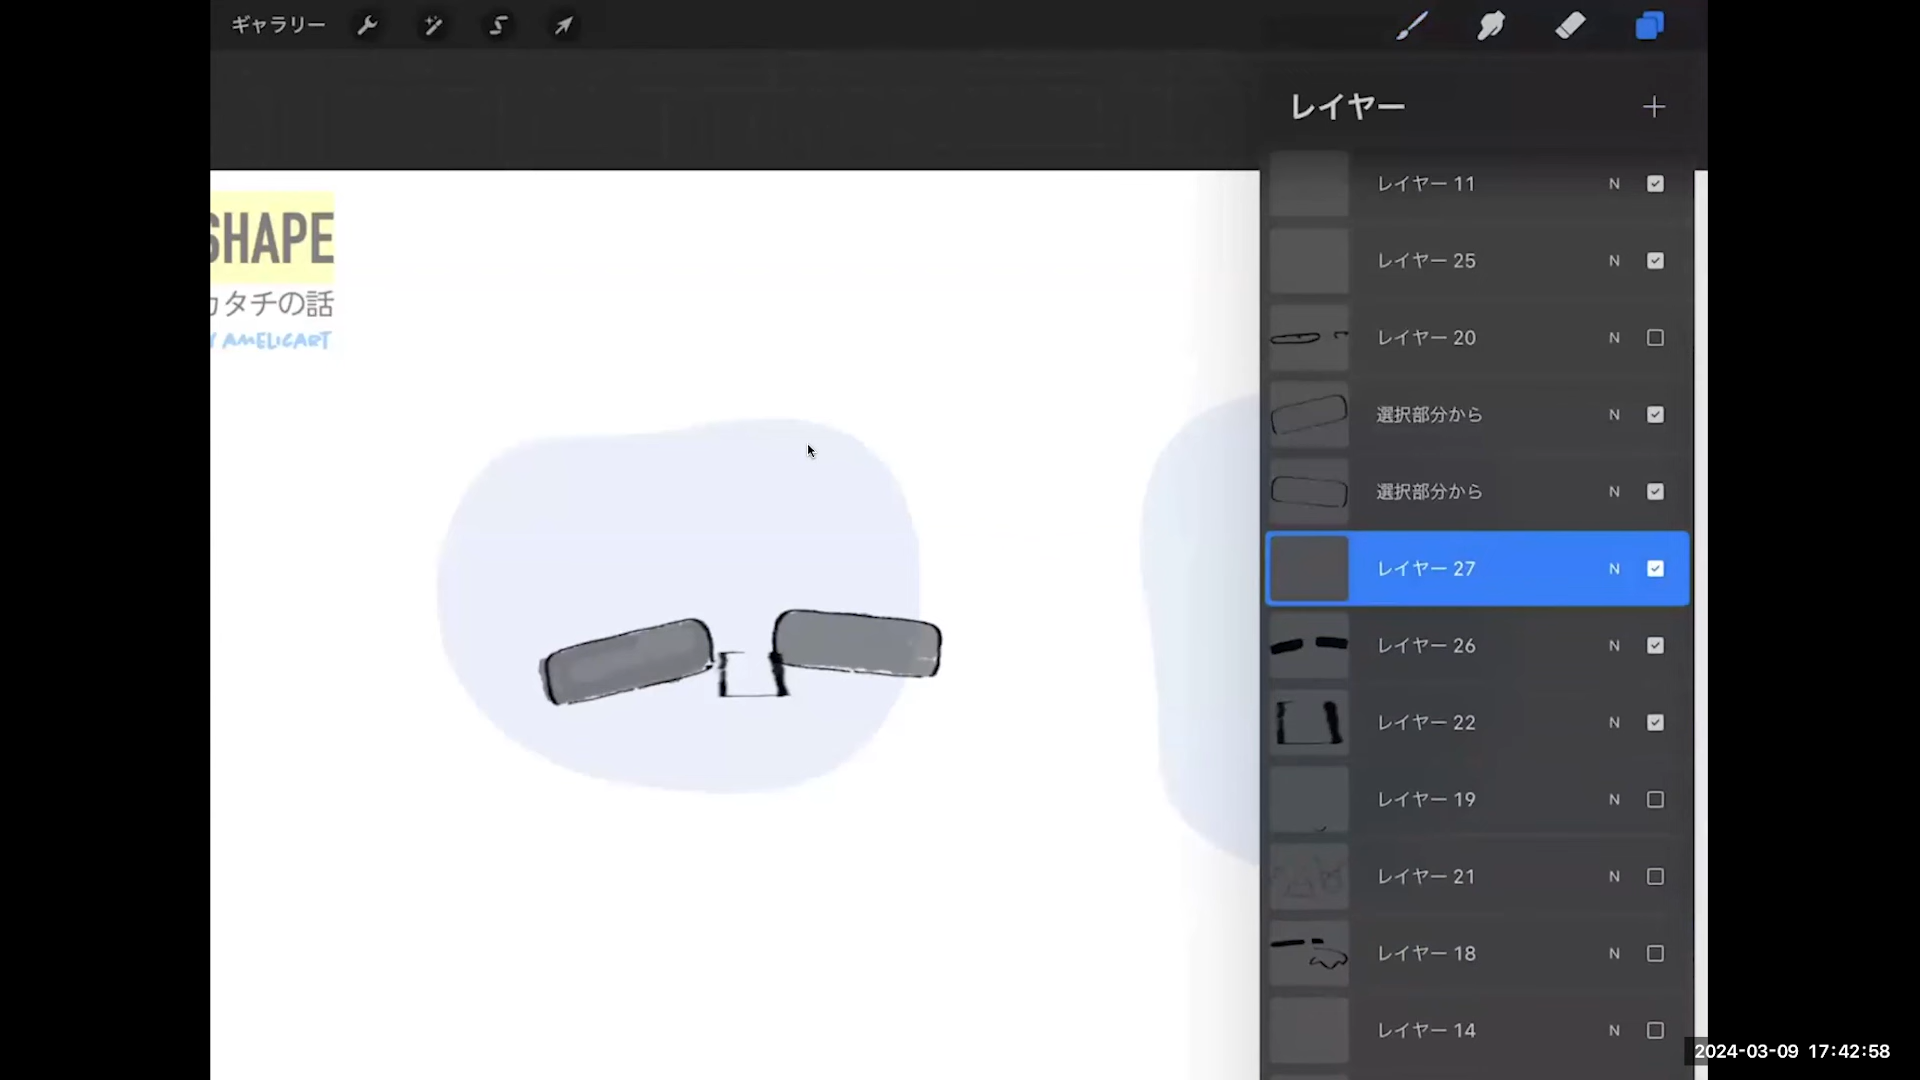 ギャラリー
レイヤー
SHAPE
カタチの話
BY AMELICART
レイヤー 11 N
レイヤー 25 N
レイヤー 20 N
選択部分から N
選択部分から N
レイヤー 27 N
レイヤー 26 N
レイヤー 22 N
レイヤー 19 N
レイヤー 21 N
レイヤー 18 N
レイヤー 14 N
2024-03-09 17:42:58